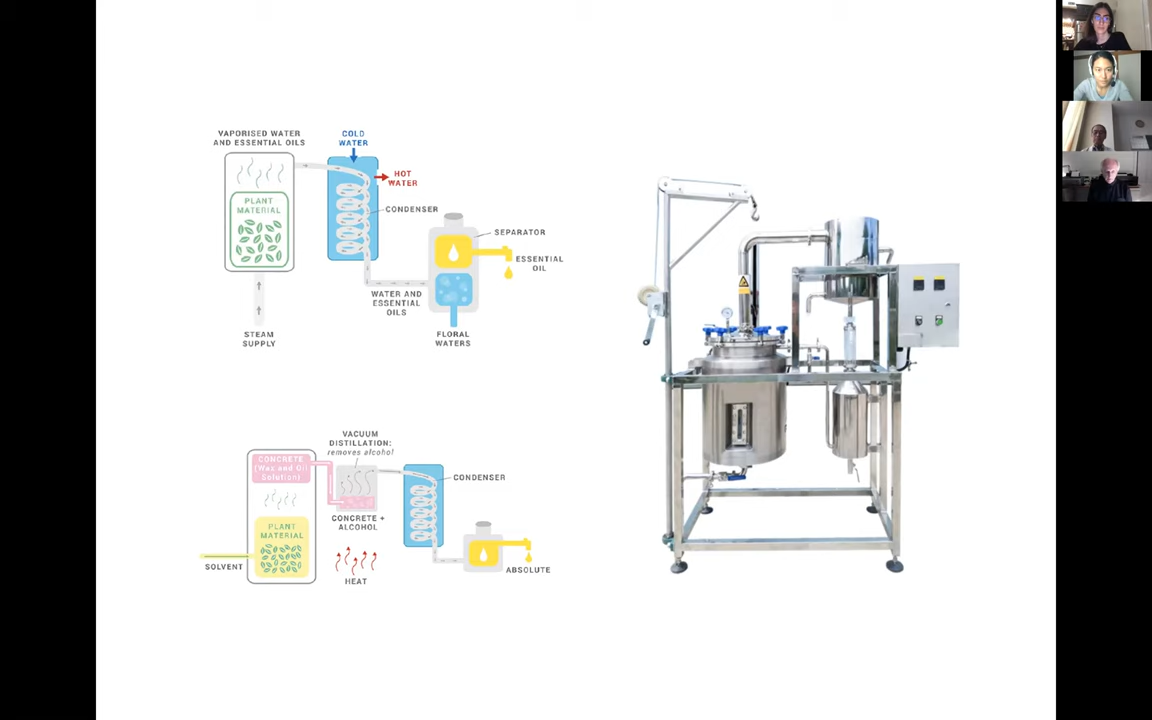 VAPORISED WATER
AND ESSENTIAL OILS
COLD
WATER
HOT
WATER
PLANT
MATERIAL
CONDENSER
SEPARATOR
ESSENTIAL
OIL
WATER AND
ESSENTIAL
OILS
STEAM
SUPPLY
FLORAL
WATERS
VACUUM
DISTILLATION:
removes alcohol
CONCRETE
(Wax and Oil
Solution)
CONDENSER
PLANT
MATERIAL
CONCRETE +
ALCOHOL
SOLVENT
HEAT
ABSOLUTE